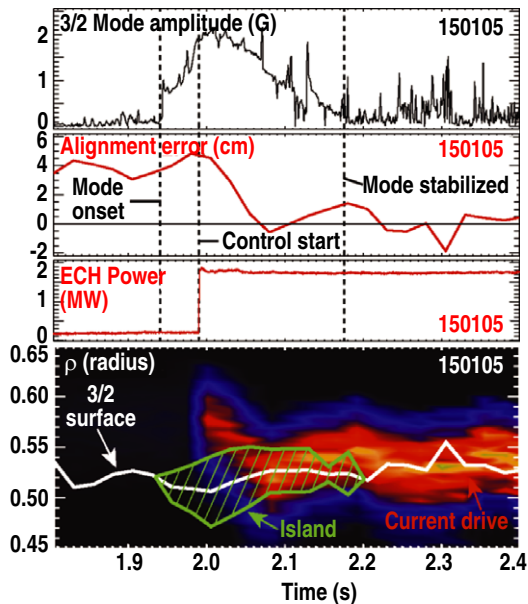 3/2 Mode amplitude (G) 150105
2
1
0
Alignment error (cm) 150105
6
4
2
0
-2
Mode onset
Mode stabilized
Control start
ECH Power (MW)
2
1
0
150105
ρ (radius) 150105
0.65
0.60
0.55
0.50
0.45
3/2
surface
Island
Current drive
1.9 2.0 2.1 2.2 2.3 2.4
Time (s)